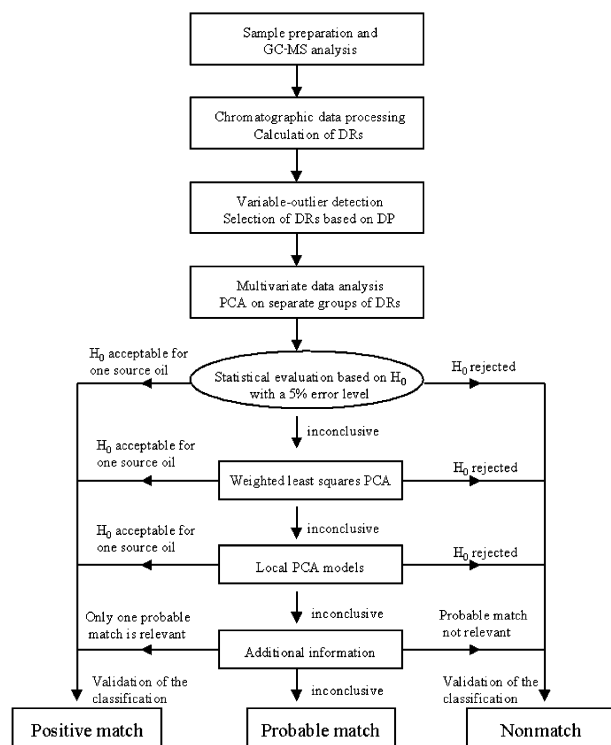 Sample preparation and
GC-MS analysis
Chromatographic data processing
Calculation of DRs
Variable-outlier detection
Selection of DRs based on DP
Multivariate data analysis
PCA on separate groups of DRs
H0 acceptable for
one source oil
Statistical evaluation based on H0
with a 5% error level
H0 rejected
inconclusive
H0 acceptable for
one source oil
Weighted least squares PCA
H0 rejected
inconclusive
H0 acceptable for
one source oil
Local PCA models
H0 rejected
inconclusive
Only one probable
match is relevant
Additional information
Probable match
not relevant
Validation of the
classification
inconclusive
Validation of the
classification
Positive match
Probable match
Nonmatch